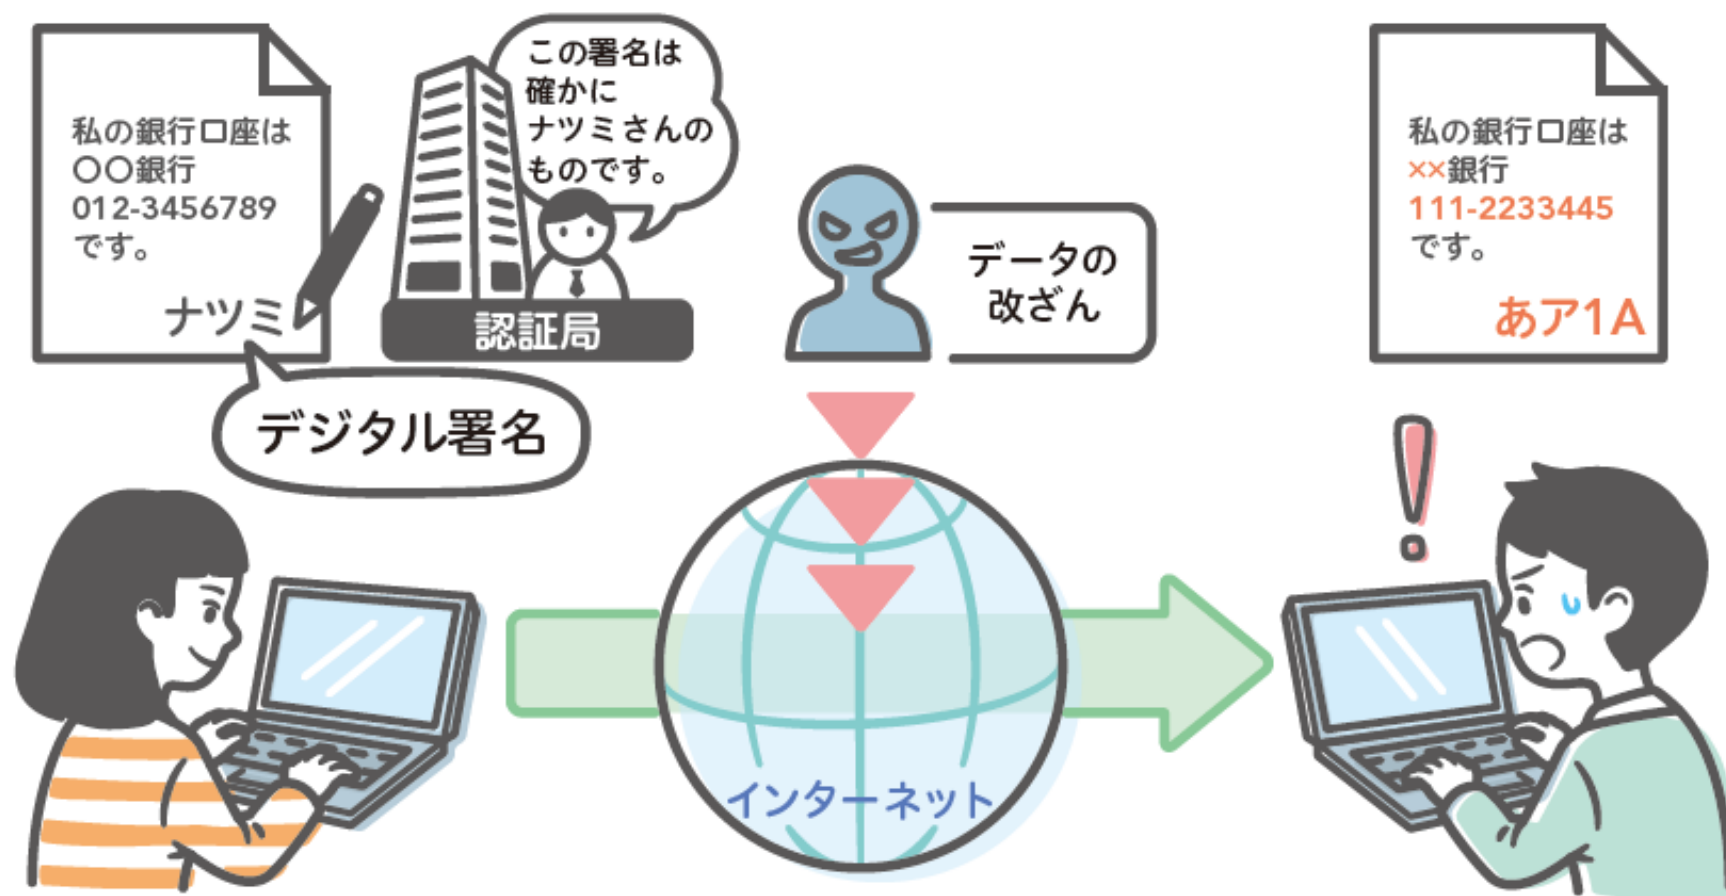 私の銀行口座は
〇〇銀行
012-3456789
です。
ナツミ
デジタル署名
この署名は
確かに
ナツミさんの
ものです。
認証局
データの
改ざん
インターネット
私の銀行口座は
××銀行
111-2233445
です。
あア1A